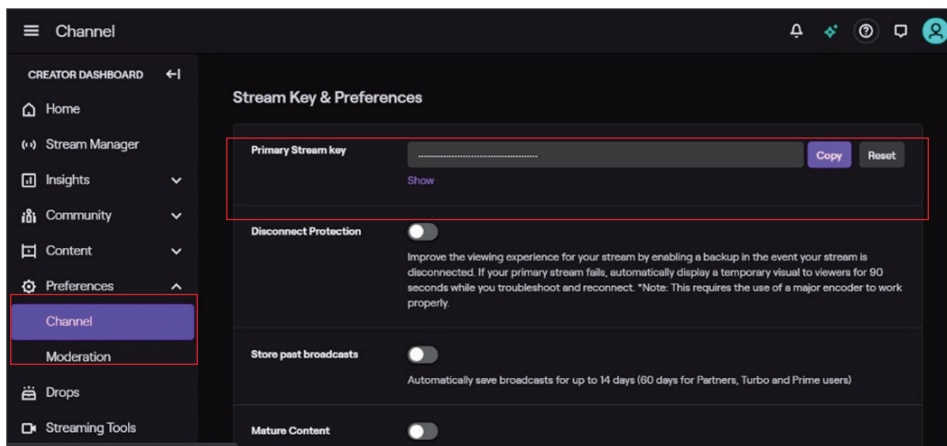 Channel
CREATOR DASHBOARD
Home
Stream Manager
Insights
Community
Content
Preferences
Channel
Moderation
Drops
Streaming Tools
Stream Key & Preferences
Primary Stream key
Copy
Reset
Show
Disconnect Protection
Improve the viewing experience for your stream by enabling a backup in the event your stream is
disconnected. If your primary stream fails, automatically display a temporary visual to viewers for 90
seconds while you troubleshoot and reconnect. *Note: This requires the use of a major encoder to work
properly.
Store past broadcasts
Automatically save broadcasts for up to 14 days (60 days for Partners, Turbo and Prime users)
Mature Content